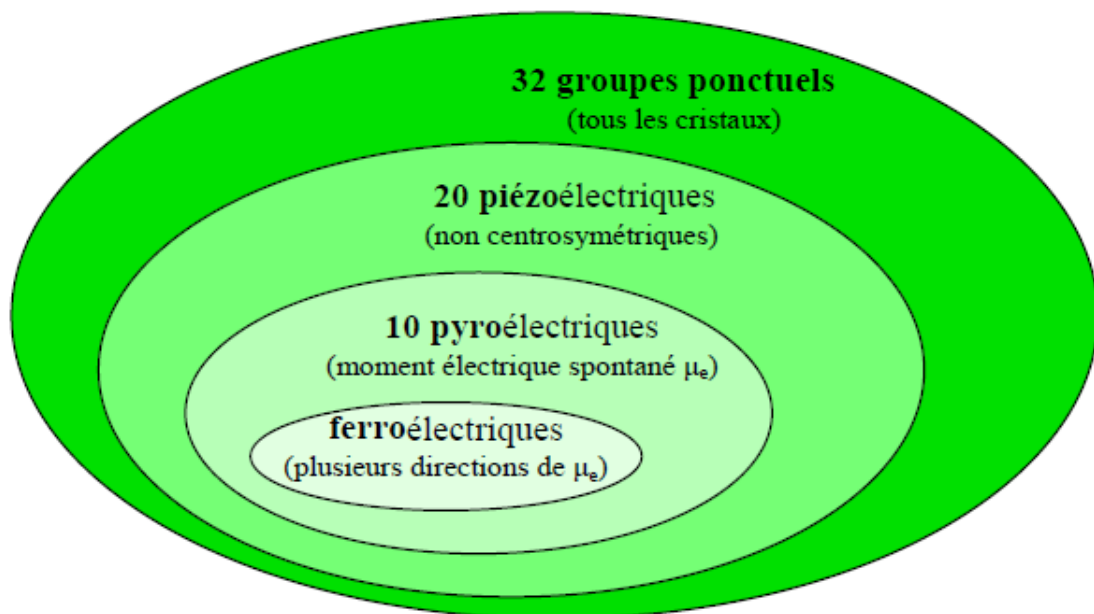 32 groupes ponctuels
(tous les cristaux)
20 piézoélectriques
(non centrosymétriques)
10 pyroélectriques
(moment électrique spontané μe)
ferroélectriques
(plusieurs directions de μe)